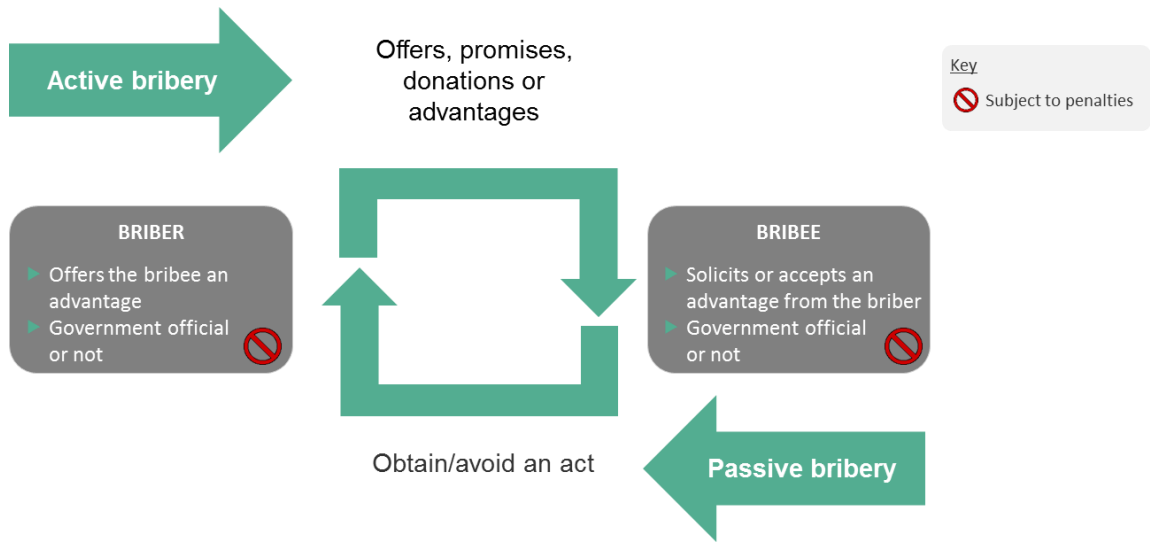 Active bribery
Offers, promises,
donations or
advantages
Key
Subject to penalties
BRIBER
Offers the bribee an
advantage
Government official
or not
BRIBEE
Solicits or accepts an
advantage from the briber
Government official
or not
Obtain/avoid an act
Passive bribery